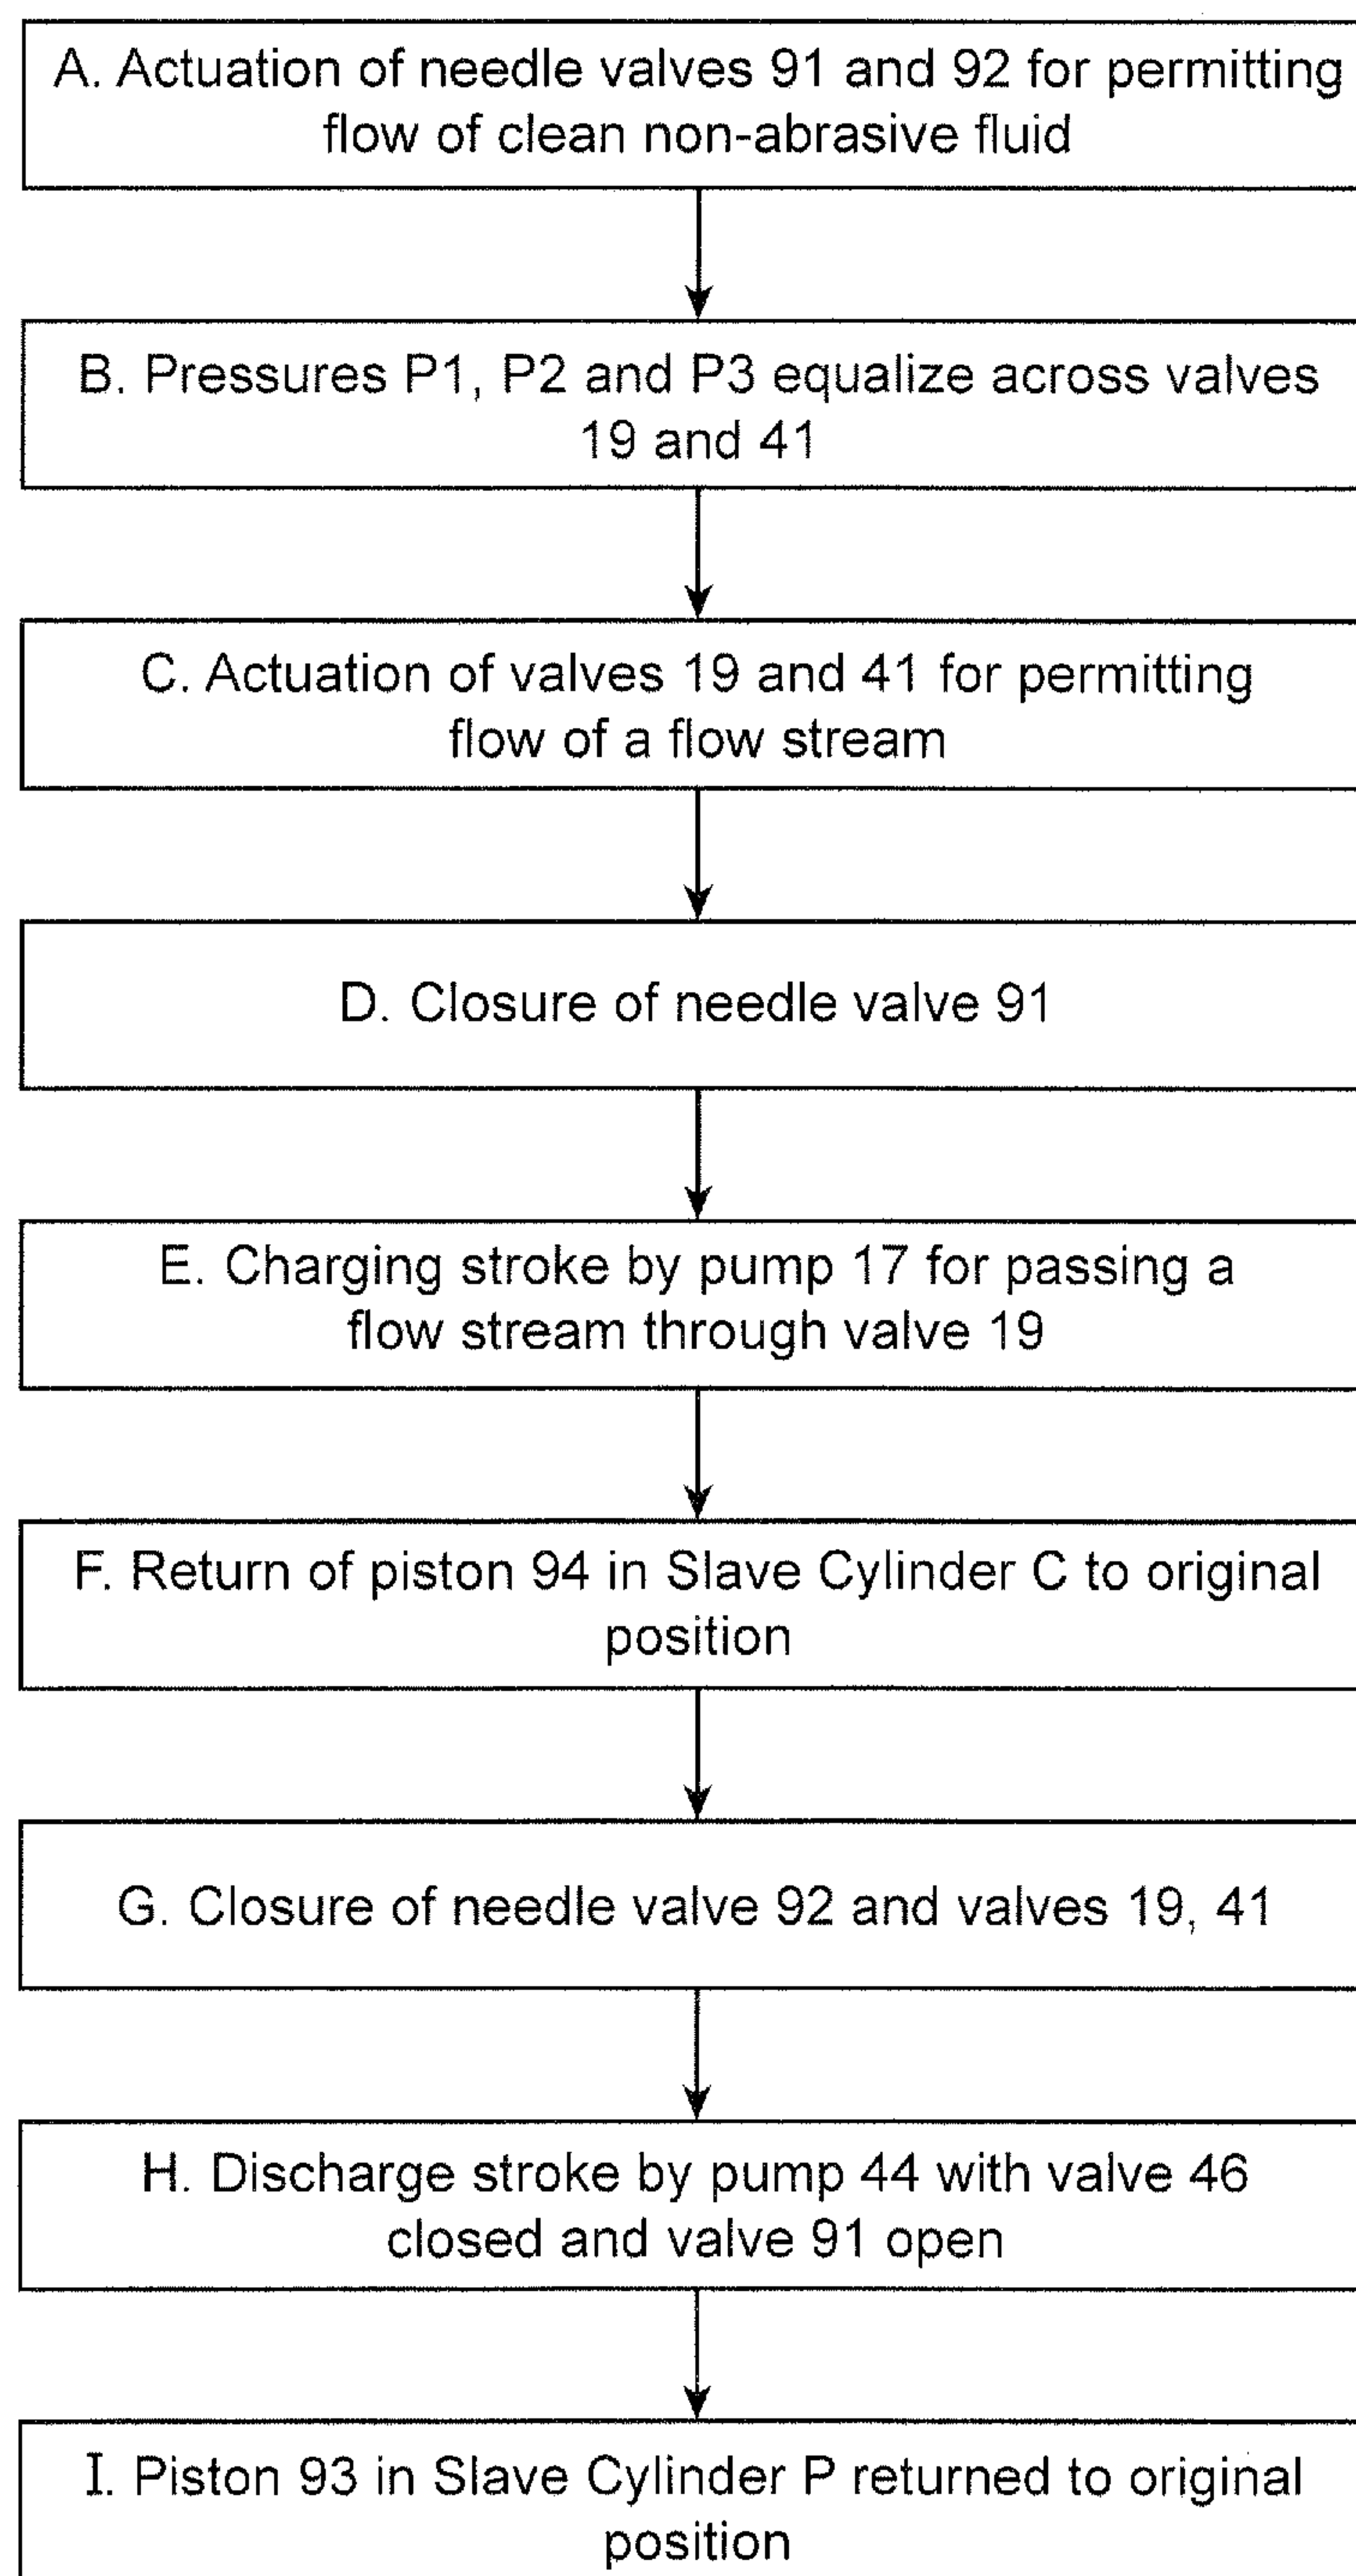 A. Actuation of needle valves 91 and 92 for permitting
flow of clean non-abrasive fluid
B. Pressures P1, P2 and P3 equalize across valves
19 and 41
C. Actuation of valves 19 and 41 for permitting
flow of a flow stream
D. Closure of needle valve 91
E. Charging stroke by pump 17 for passing a
flow stream through valve 19
F. Return of piston 94 in Slave Cylinder C to original
position
G. Closure of needle valve 92 and valves 19, 41
H. Discharge stroke by pump 44 with valve 46
closed and valve 91 open
I. Piston 93 in Slave Cylinder P returned to original
position